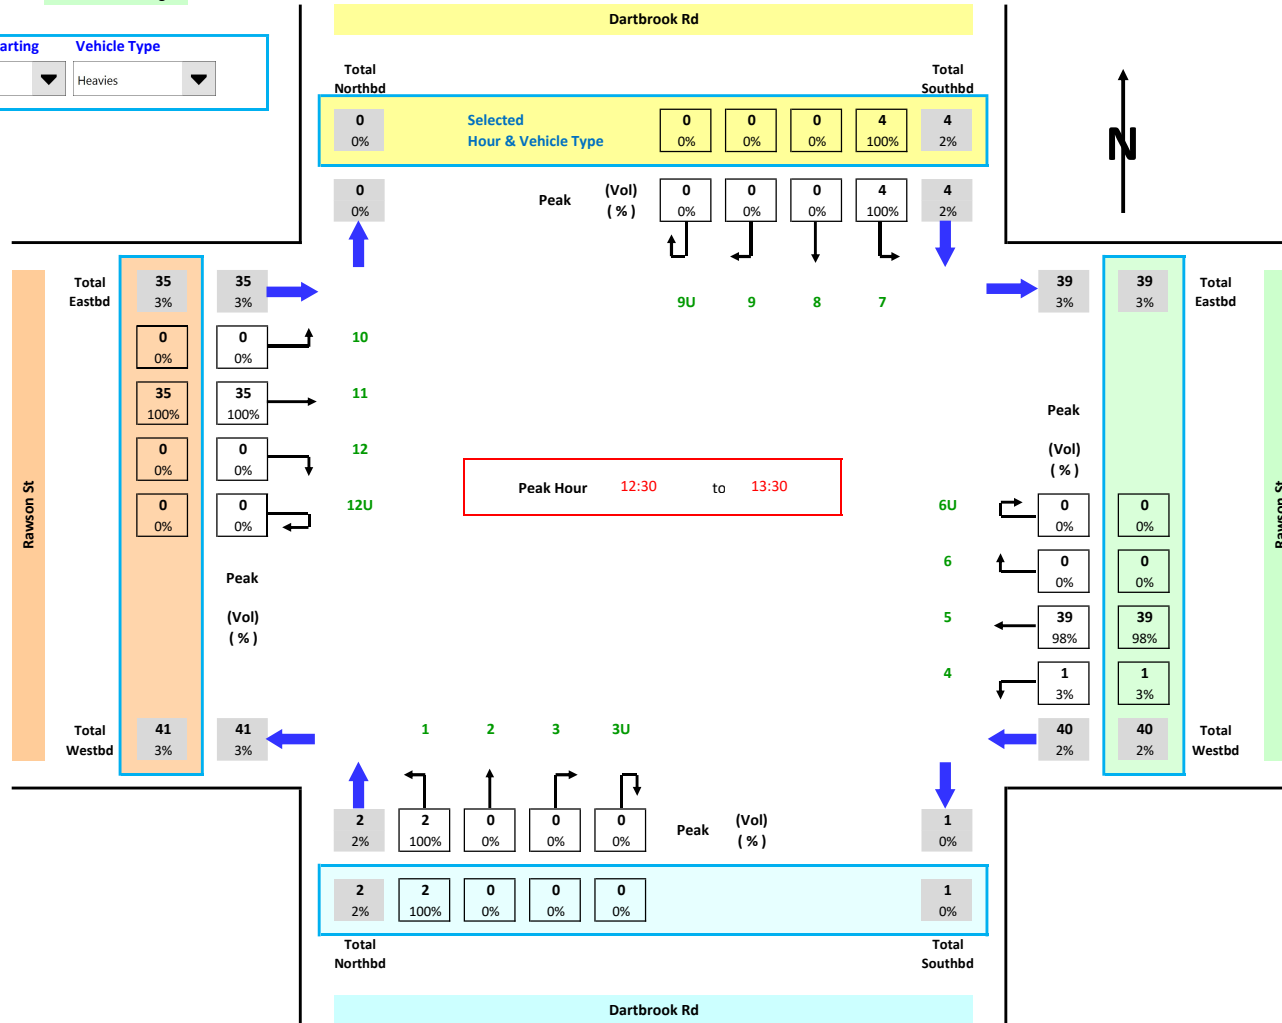 Dartbrook Rd
arting Vehicle Type
Heavies
Total
Northbd
Total
Southbd
0 Selected 0 0 0 4 4
0% Hour & Vehicle Type 0% 0% 0% 100% 2%
N
0 Peak (Vol) 0 0 0 4 4
0% ( % ) 0% 0% 0% 100% 2%
9U 9 8 7
Total
Eastbd
35 35
3% 3%
39 39
3% 3%
Total
Eastbd
0 0 10
0% 0%
35 35 11
100% 100%
0 0 12
0% 0%
0 0 12U
0% 0%
Rawson St
Peak
(Vol)
( % )
Peak Hour 12:30 to 13:30
Peak
(Vol)
( % )
6U 0 0
0% 0%
6 0 0
0% 0%
5 39 39
98% 98%
4 1 1
3% 3%
Rawson St
Total
Westbd
41 41
3% 3%
1 2 3 3U
40 40
2% 2%
Total
Westbd
2 2 0 0 0 Peak (Vol) 1
2% 100% 0% 0% 0% ( % ) 0%
2 2 0 0 0 1
2% 100% 0% 0% 0% 0%
Total
Northbd
Total
Southbd
Dartbrook Rd